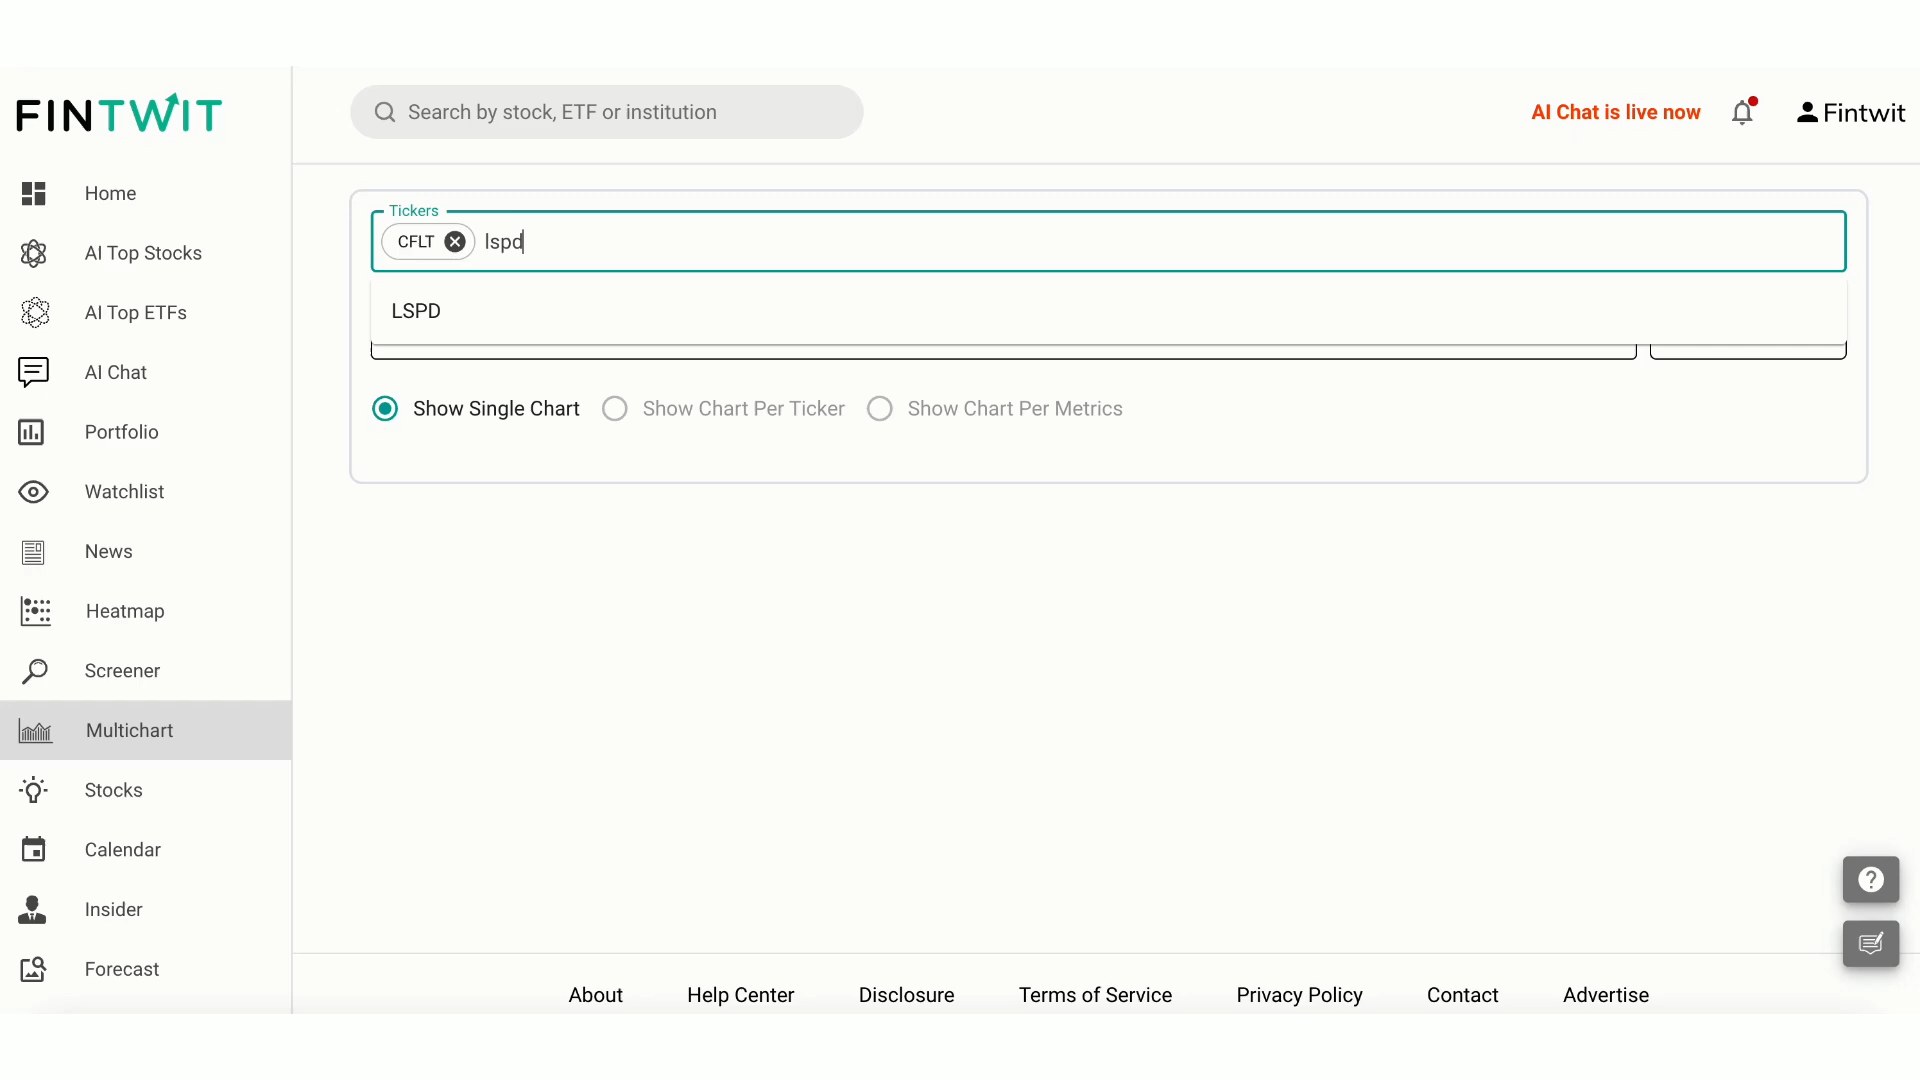 FINTWIT
Search by stock, ETF or institution
AI Chat is live now
Fintwit
Home
AI Top Stocks
AI Top ETFs
AI Chat
Portfolio
Watchlist
News
Heatmap
Screener
Multichart
Stocks
Calendar
Insider
Forecast
Tickers
CFLT lspd
LSPD
Show Single Chart Show Chart Per Ticker Show Chart Per Metrics
About Help Center Disclosure Terms of Service Privacy Policy Contact Advertise